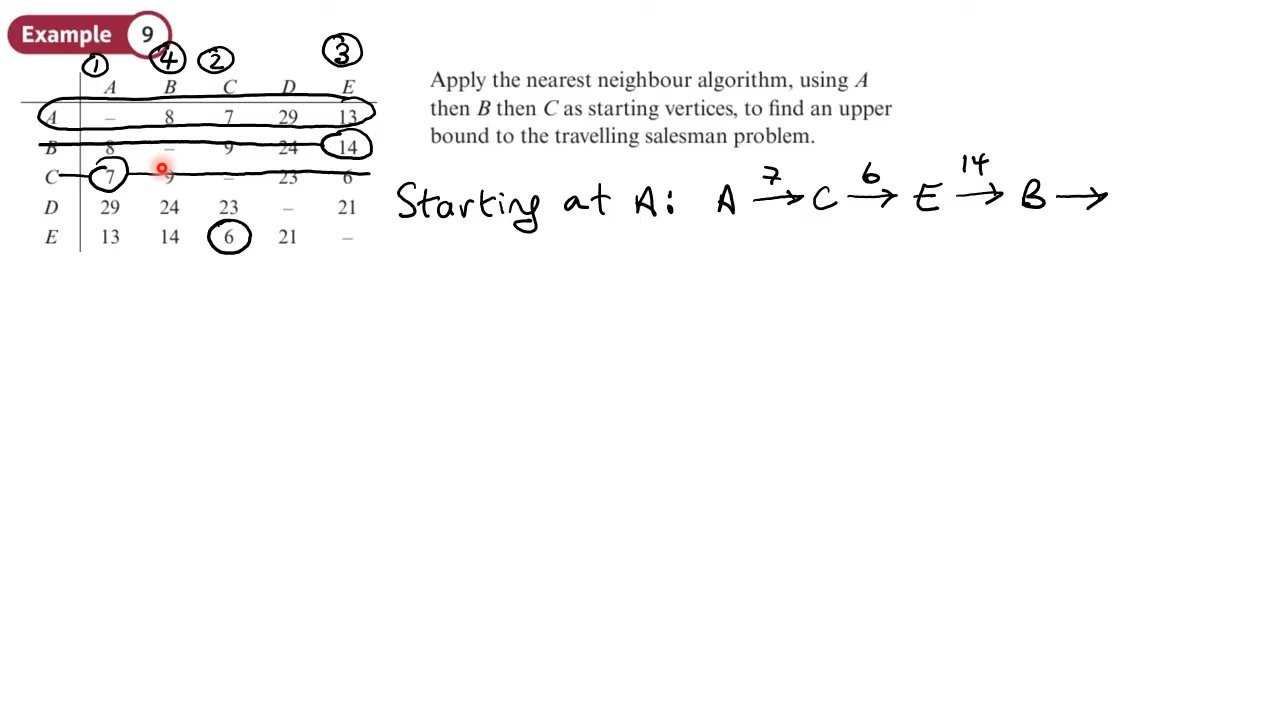 Example 9
① ④ ② ③
A B C D E
A – 8 7 29 13
B 8 – 9 24 14
C 7 9 – 23 6
D 29 24 23 – 21
E 13 14 6 21 –
Apply the nearest neighbour algorithm, using A
then B then C as starting vertices, to find an upper
bound to the travelling salesman problem.
7 6 14
Starting at A: A → C → E → B →